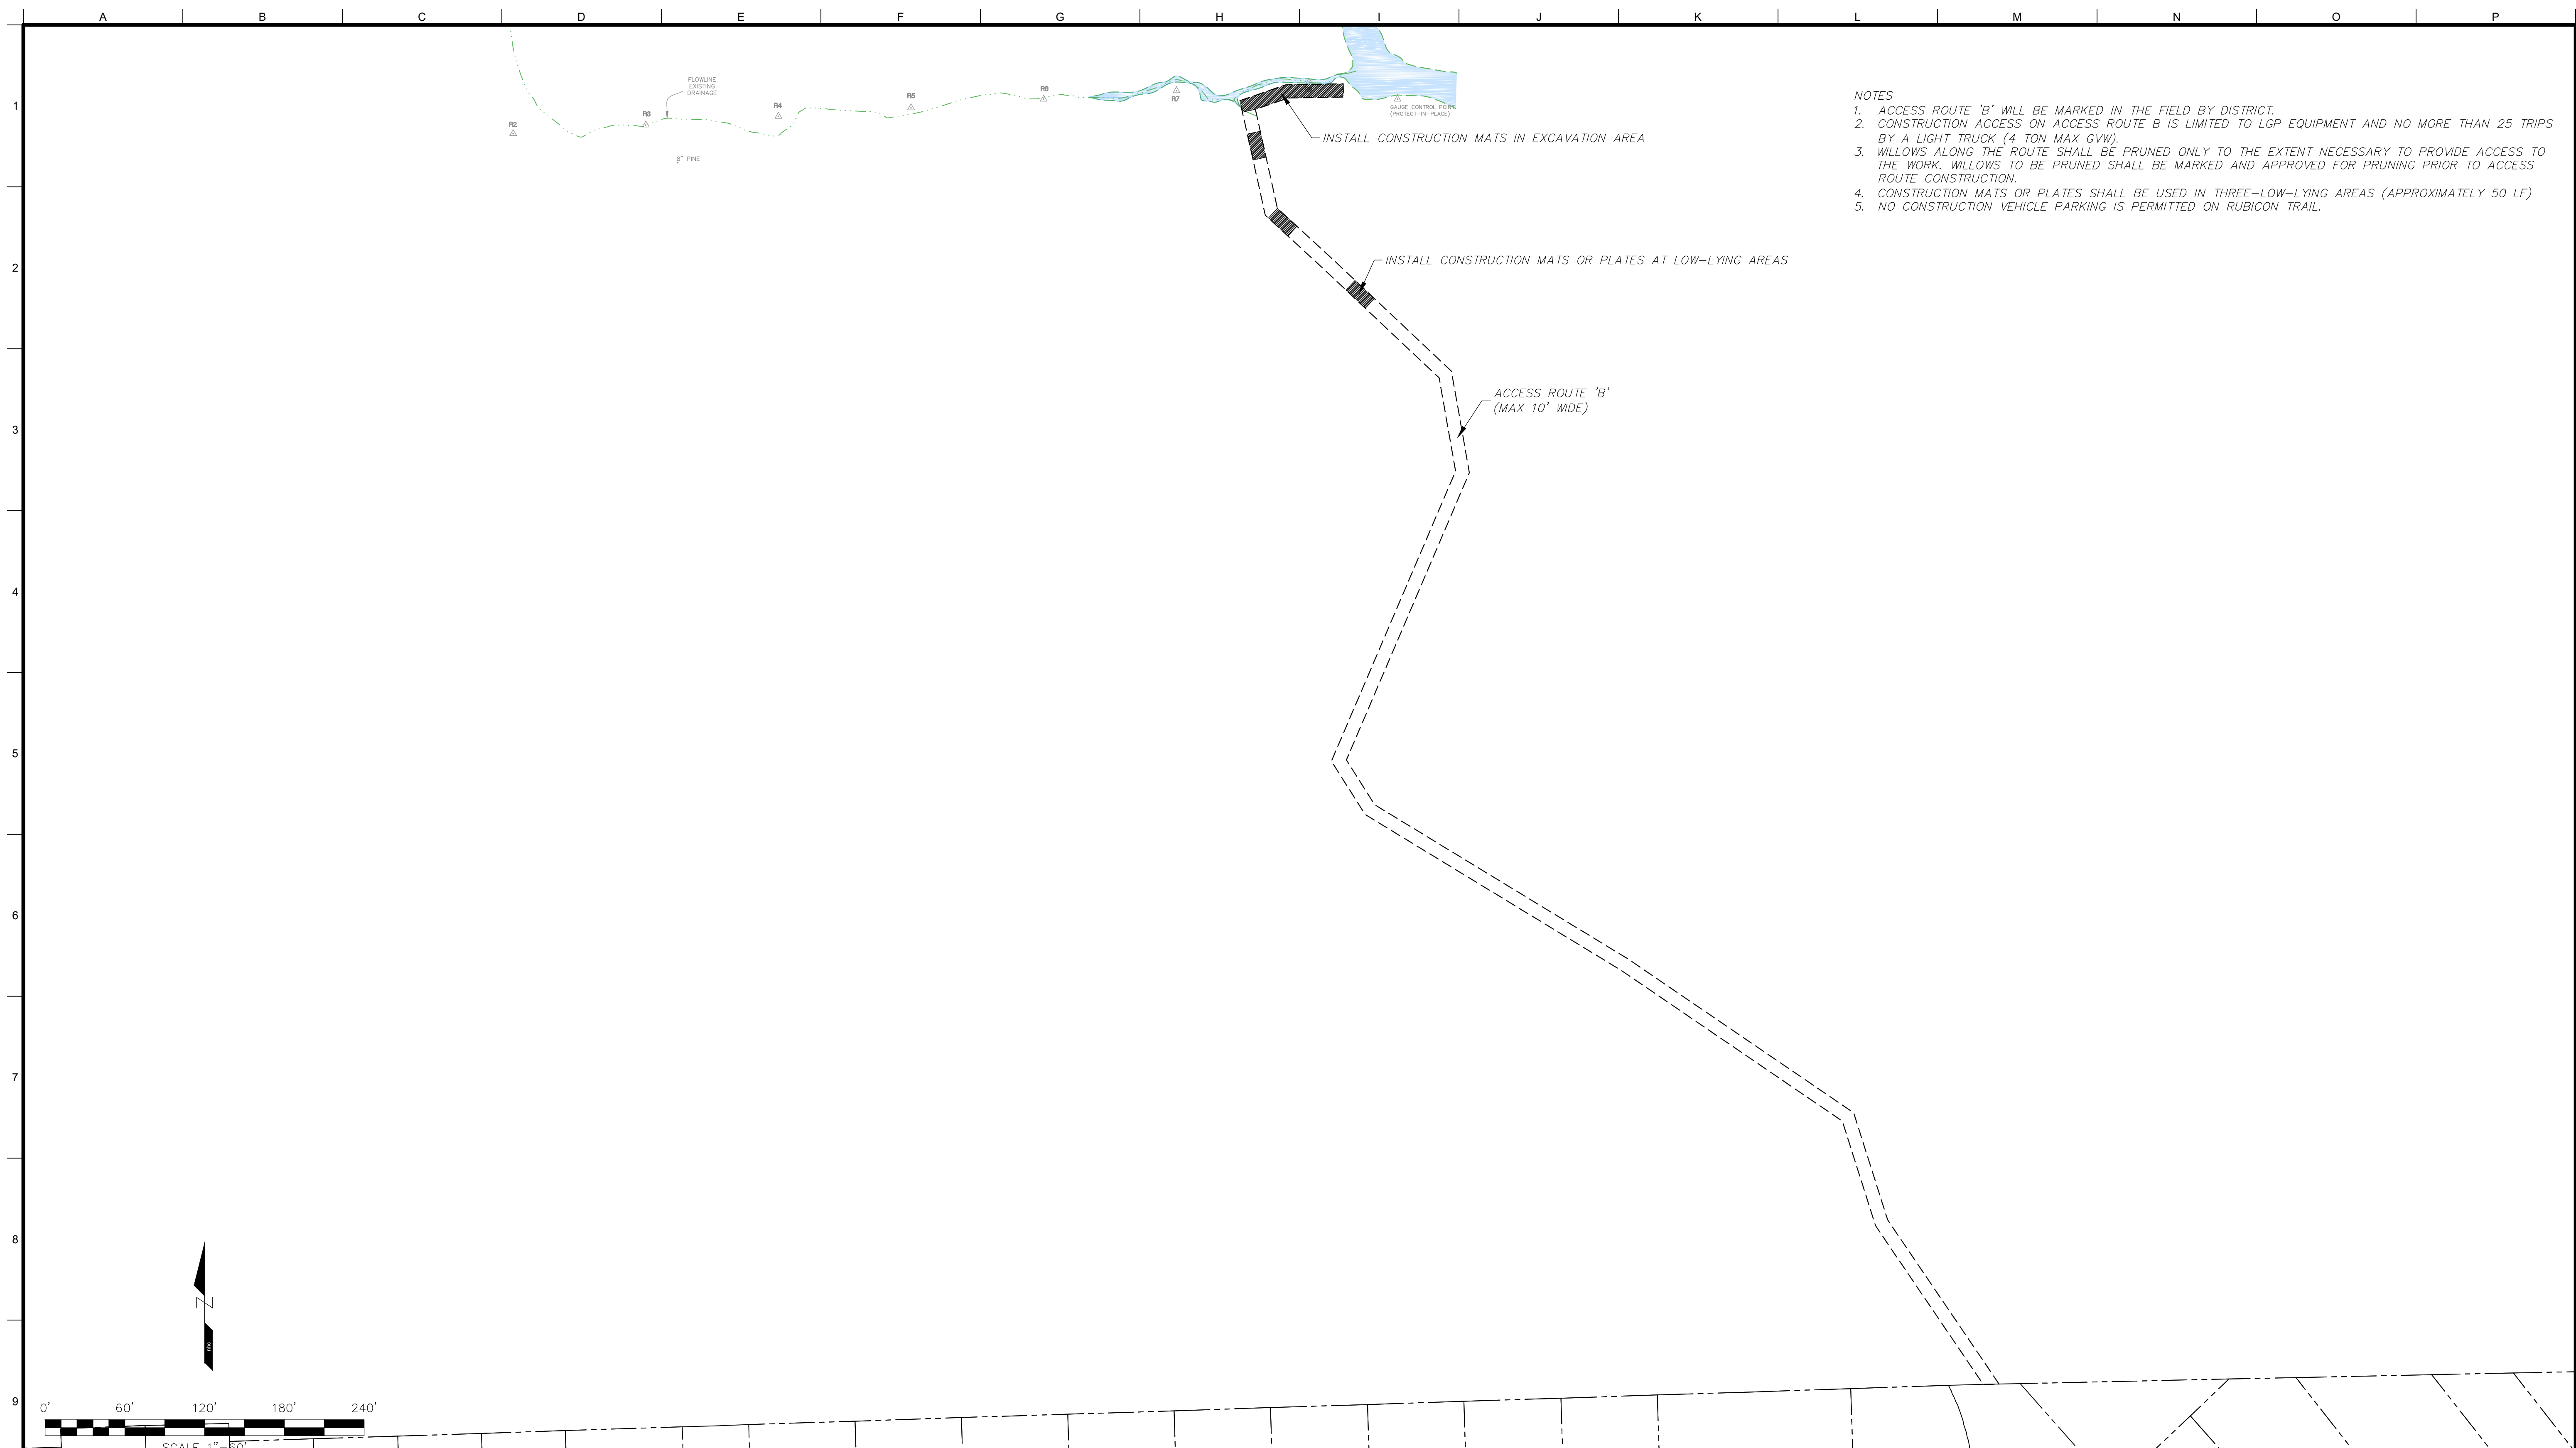 A B C D E F G H I J K L M N O P
1
2
3
4
5
6
7
8
9
R2
R3
FLOWLINE
EXISTING
DRAINAGE
8" PINE
R4
R5
R6
R7
R8
GAUGE CONTROL POINT
(PROTECT-IN-PLACE)
INSTALL CONSTRUCTION MATS IN EXCAVATION AREA
INSTALL CONSTRUCTION MATS OR PLATES AT LOW-LYING AREAS
ACCESS ROUTE 'B'
(MAX 10' WIDE)
NOTES
1. ACCESS ROUTE 'B' WILL BE MARKED IN THE FIELD BY DISTRICT.
2. CONSTRUCTION ACCESS ON ACCESS ROUTE B IS LIMITED TO LGP EQUIPMENT AND NO MORE THAN 25 TRIPS
BY A LIGHT TRUCK (4 TON MAX GVW).
3. WILLOWS ALONG THE ROUTE SHALL BE PRUNED ONLY TO THE EXTENT NECESSARY TO PROVIDE ACCESS TO
THE WORK. WILLOWS TO BE PRUNED SHALL BE MARKED AND APPROVED FOR PRUNING PRIOR TO ACCESS
ROUTE CONSTRUCTION.
4. CONSTRUCTION MATS OR PLATES SHALL BE USED IN THREE-LOW-LYING AREAS (APPROXIMATELY 50 LF)
5. NO CONSTRUCTION VEHICLE PARKING IS PERMITTED ON RUBICON TRAIL.
N
0' 60' 120' 180' 240'
SCALE 1"=60'